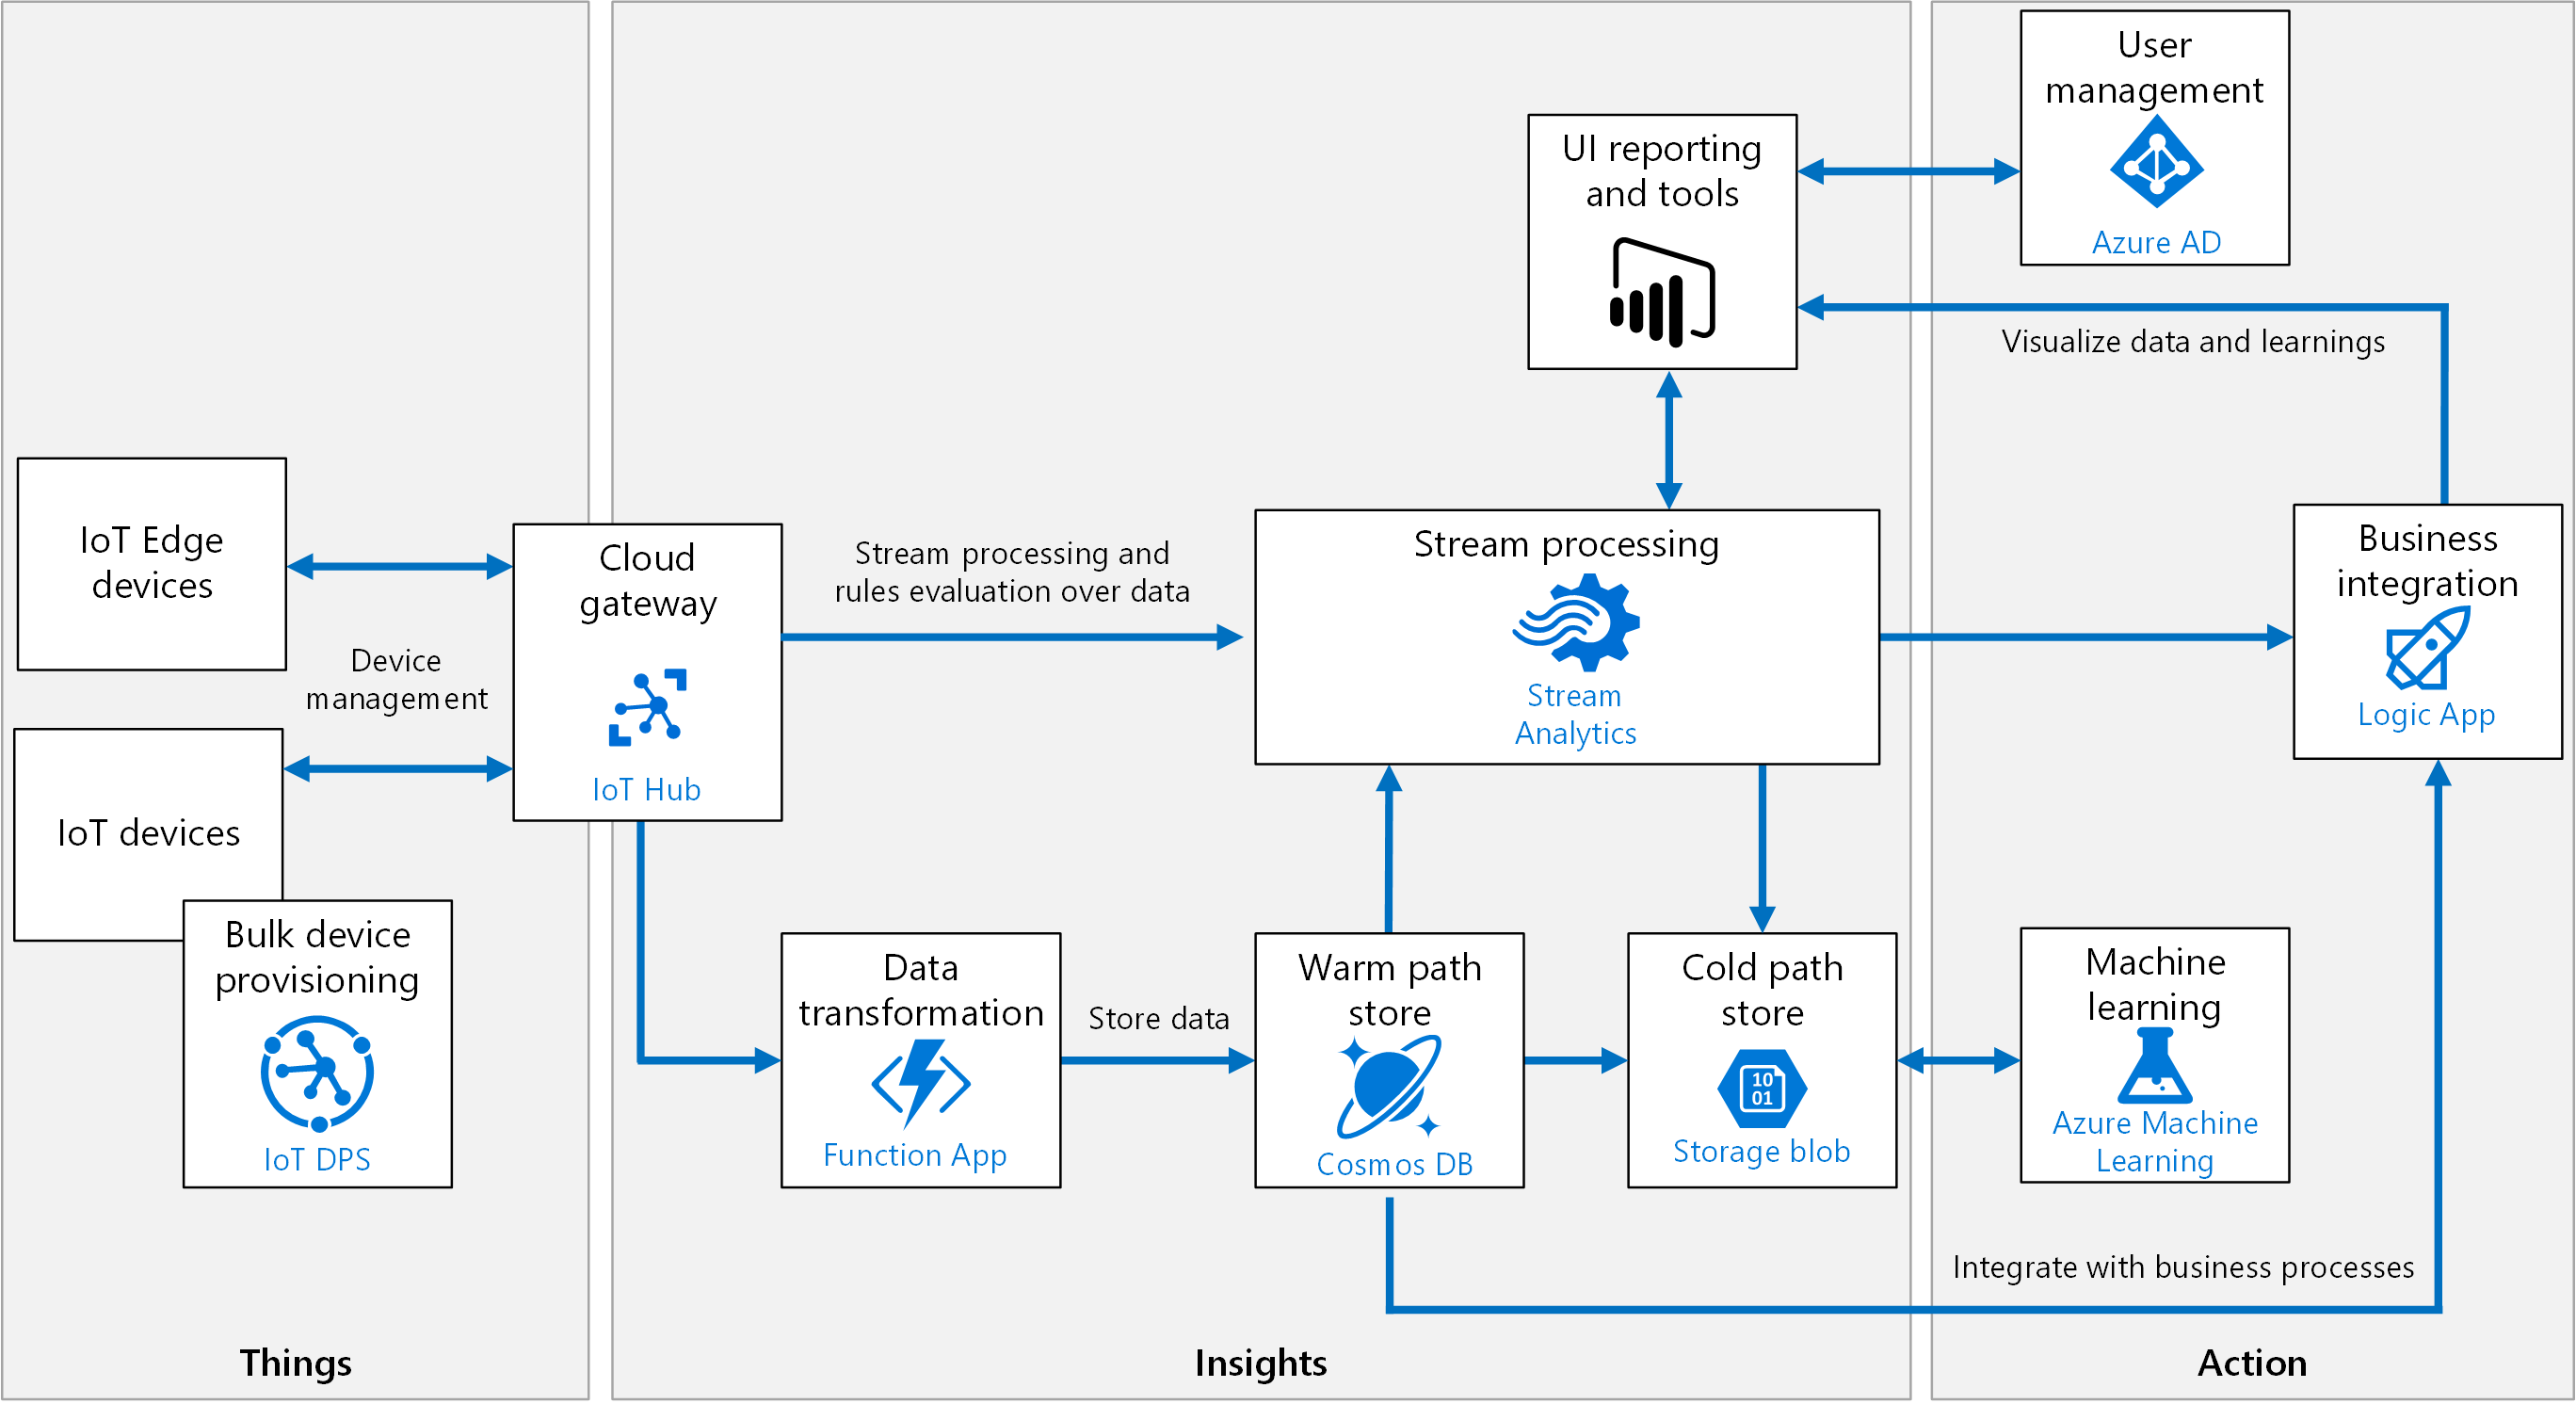 User
management
Azure AD
UI reporting
and tools
Visualize data and learnings
IoT Edge
devices
Device
management
IoT devices
Bulk device
provisioning
IoT DPS
Cloud
gateway
IoT Hub
Stream processing and
rules evaluation over data
Stream processing
Stream
Analytics
Business
integration
Logic App
Data
transformation
Function App
Store data
Warm path
store
Cosmos DB
Cold path
store
10
01
Storage blob
Machine
learning
Azure Machine
Learning
Integrate with business processes
Things
Insights
Action